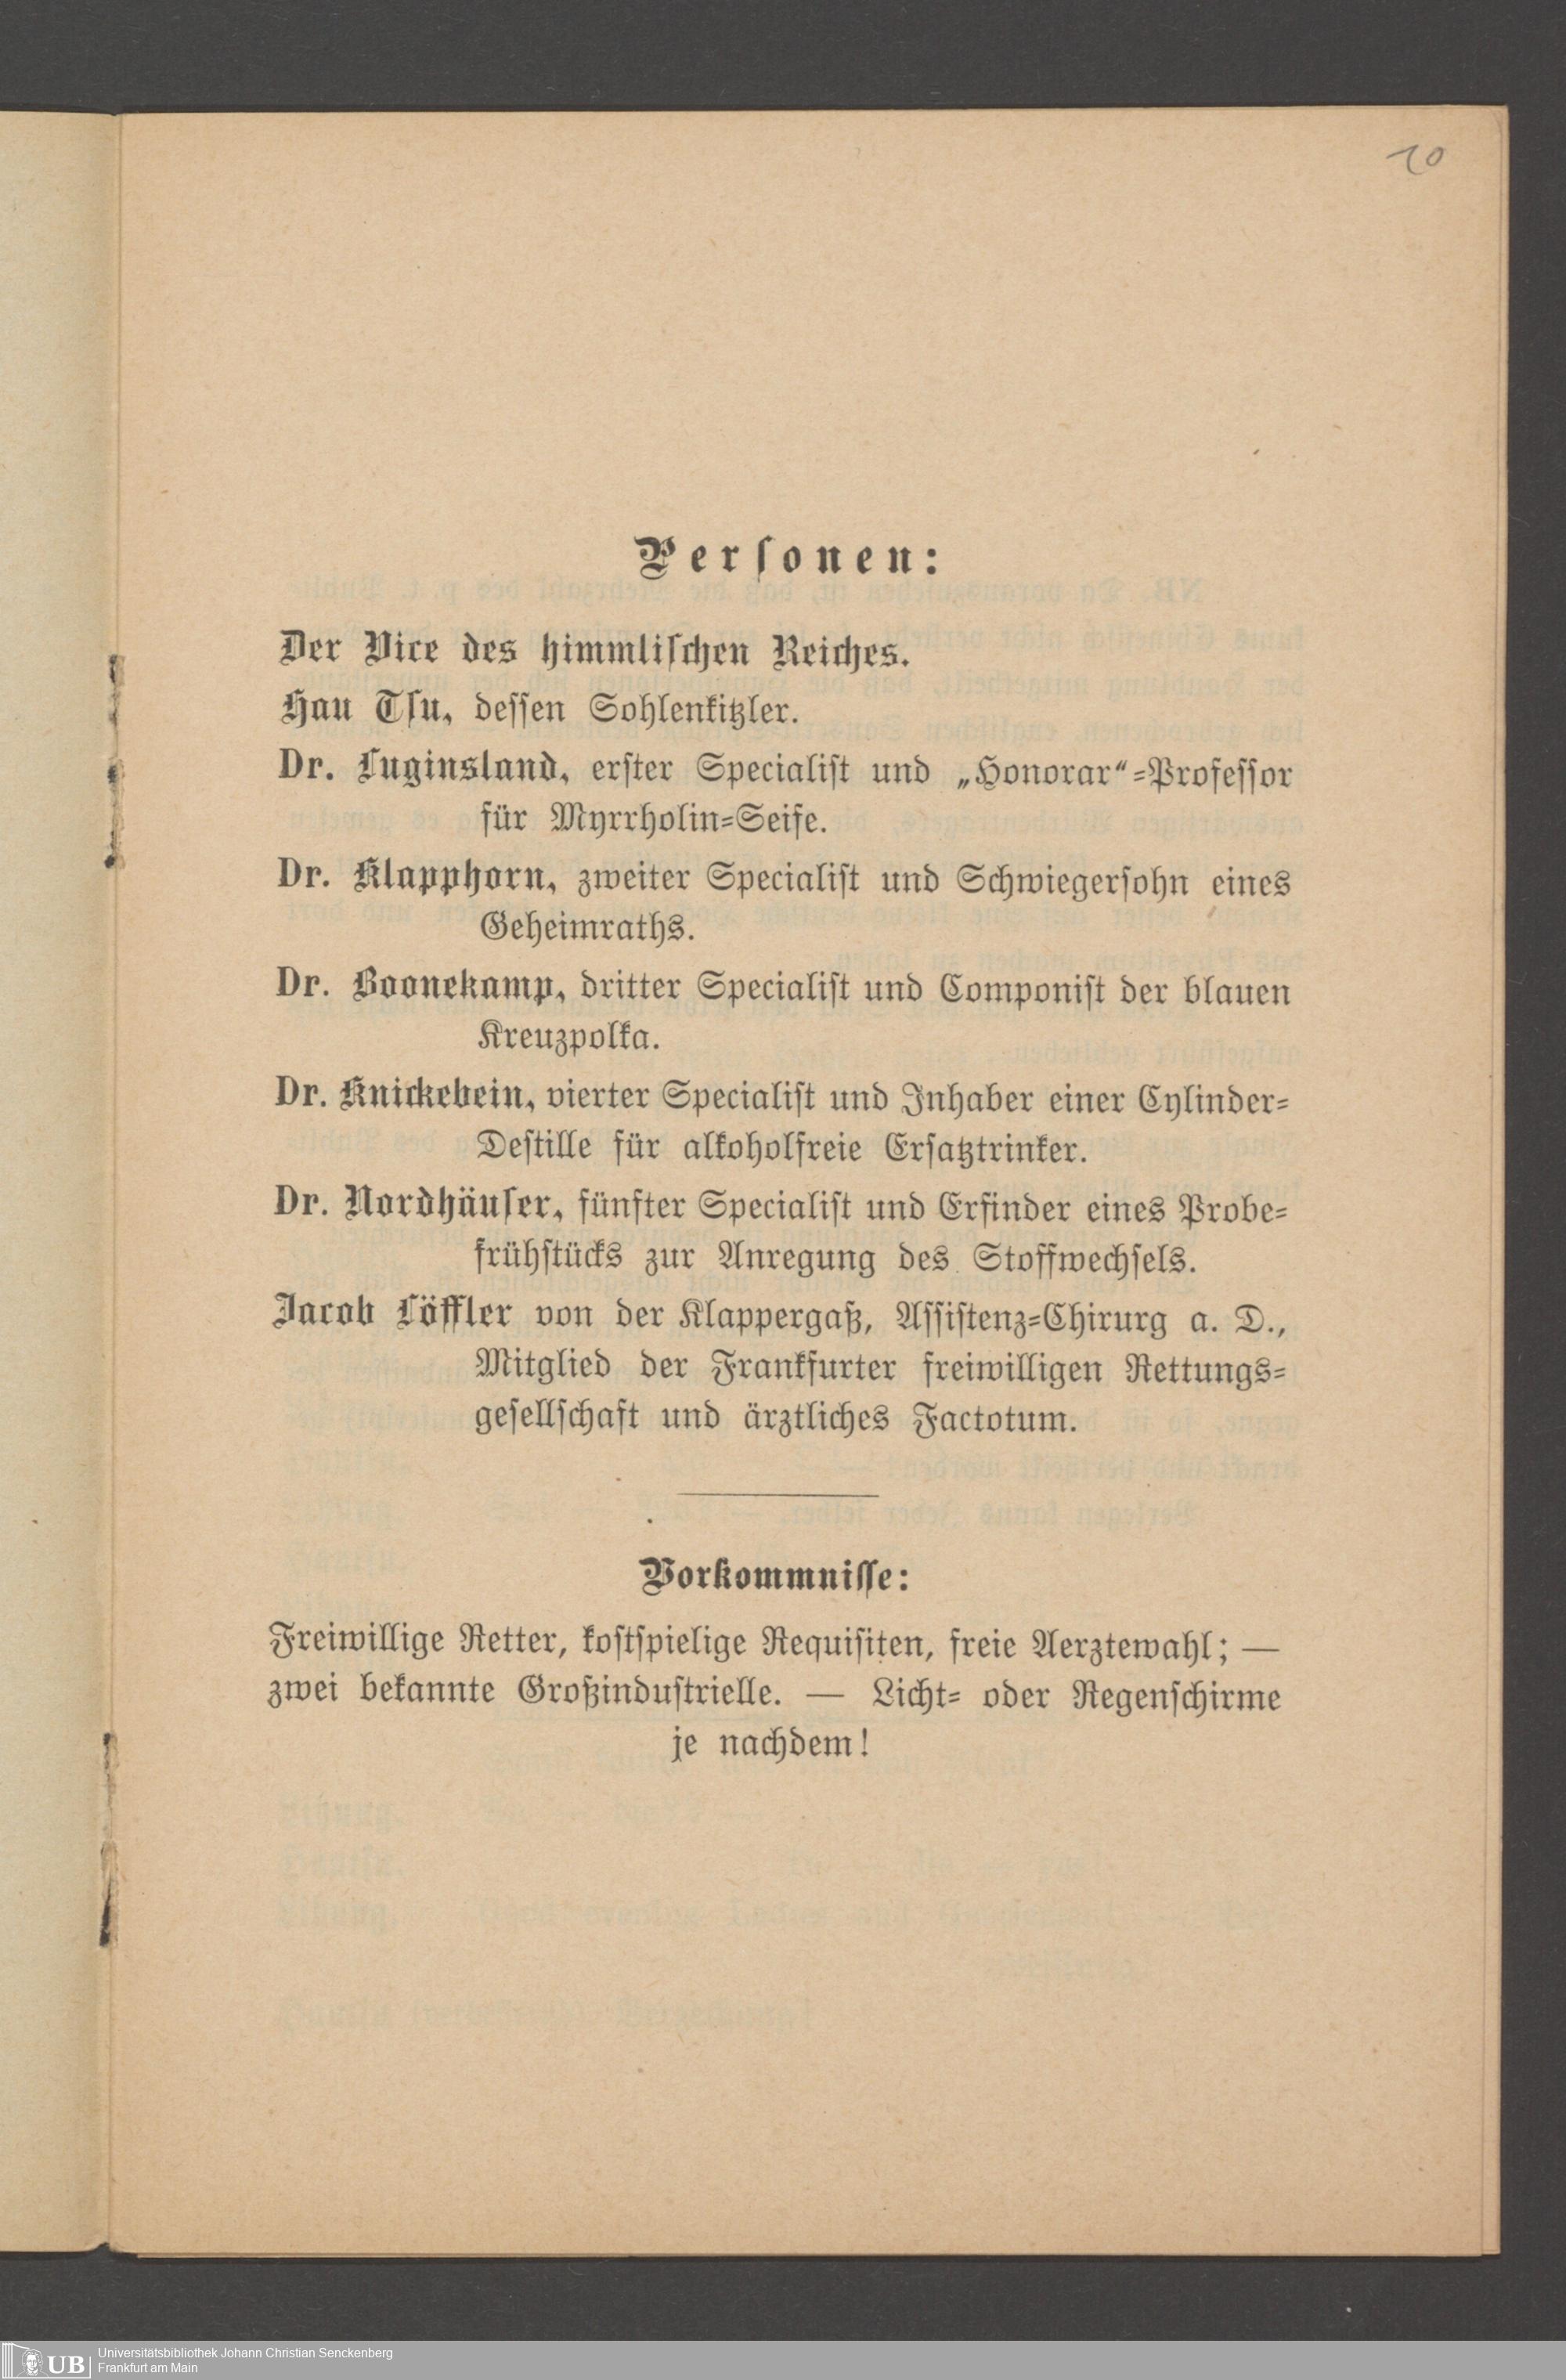 10
Personen:
Der Vice des himmlischen Reiches.
Hau Tsu, dessen Sohlenkitzler.
Dr. Luginsland, erster Specialist und „Honorar“=Professor
für Myrrholin=Seife.
Dr. Klapphorn, zweiter Specialist und Schwiegersohn eines
Geheimraths.
Dr. Boonekamp, dritter Specialist und Componist der blauen
Kreuzpolka.
Dr. Knickebein, vierter Specialist und Inhaber einer Cylinder=
Destille für alkoholfreie Ersatztrinker.
Dr. Nordhäuser, fünfter Specialist und Erfinder eines Probe=
frühstücks zur Anregung des Stoffwechsels.
Jacob Löffler von der Klappergaß, Assistenz=Chirurg a. D.,
Mitglied der Frankfurter freiwilligen Rettungs=
gesellschaft und ärztliches Factotum.
Vorkommnisse:
Freiwillige Retter, kostspielige Requisiten, freie Aerztewahl; —
zwei bekannte Großindustrielle. — Licht= oder Regenschirme
je nachdem!
UB
Universitätsbibliothek Johann Christian Senckenberg
Frankfurt am Main